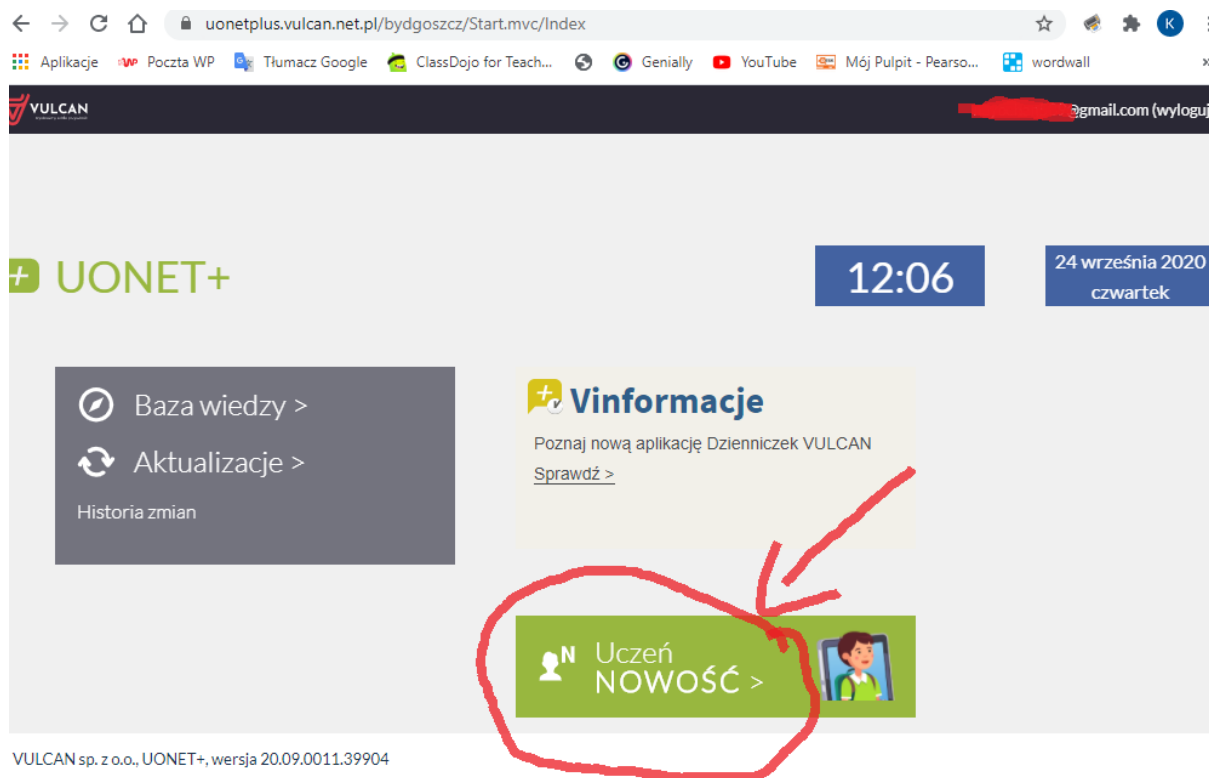 uonetplus.vulcan.net.pl/bydgoszcz/Start.mvc/Index
K
Aplikacje Poczta WP Tłumacz Google ClassDojo for Teach... Genially YouTube Mój Pulpit - Pearso... wordwall »
VULCAN
@gmail.com (wyloguj
+ UONET+
12:06
24 września 2020
czwartek
Baza wiedzy >
Aktualizacje >
Historia zmian
Vinformacje
Poznaj nową aplikację Dzienniczek VULCAN
Sprawdź >
N Uczeń
NOWOŚĆ >
VULCAN sp. z o.o., UONET+, wersja 20.09.0011.39904